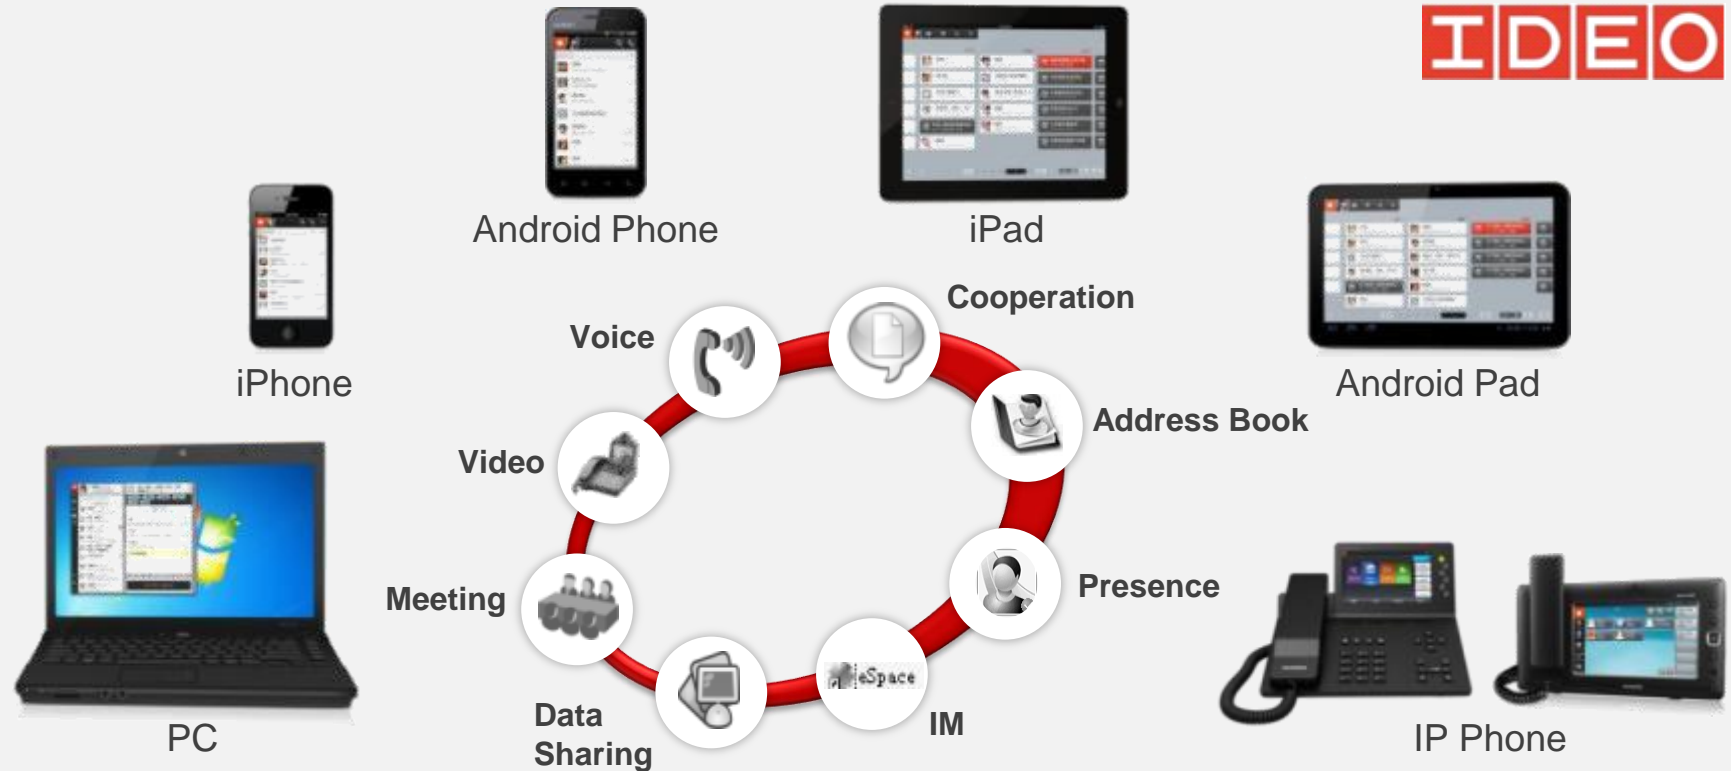 IDEO
Android Phone
iPad
iPhone
Android Pad
Cooperation
Voice
Address Book
Video
Meeting
Presence
eSpace
Data
Sharing
IM
PC
IP Phone